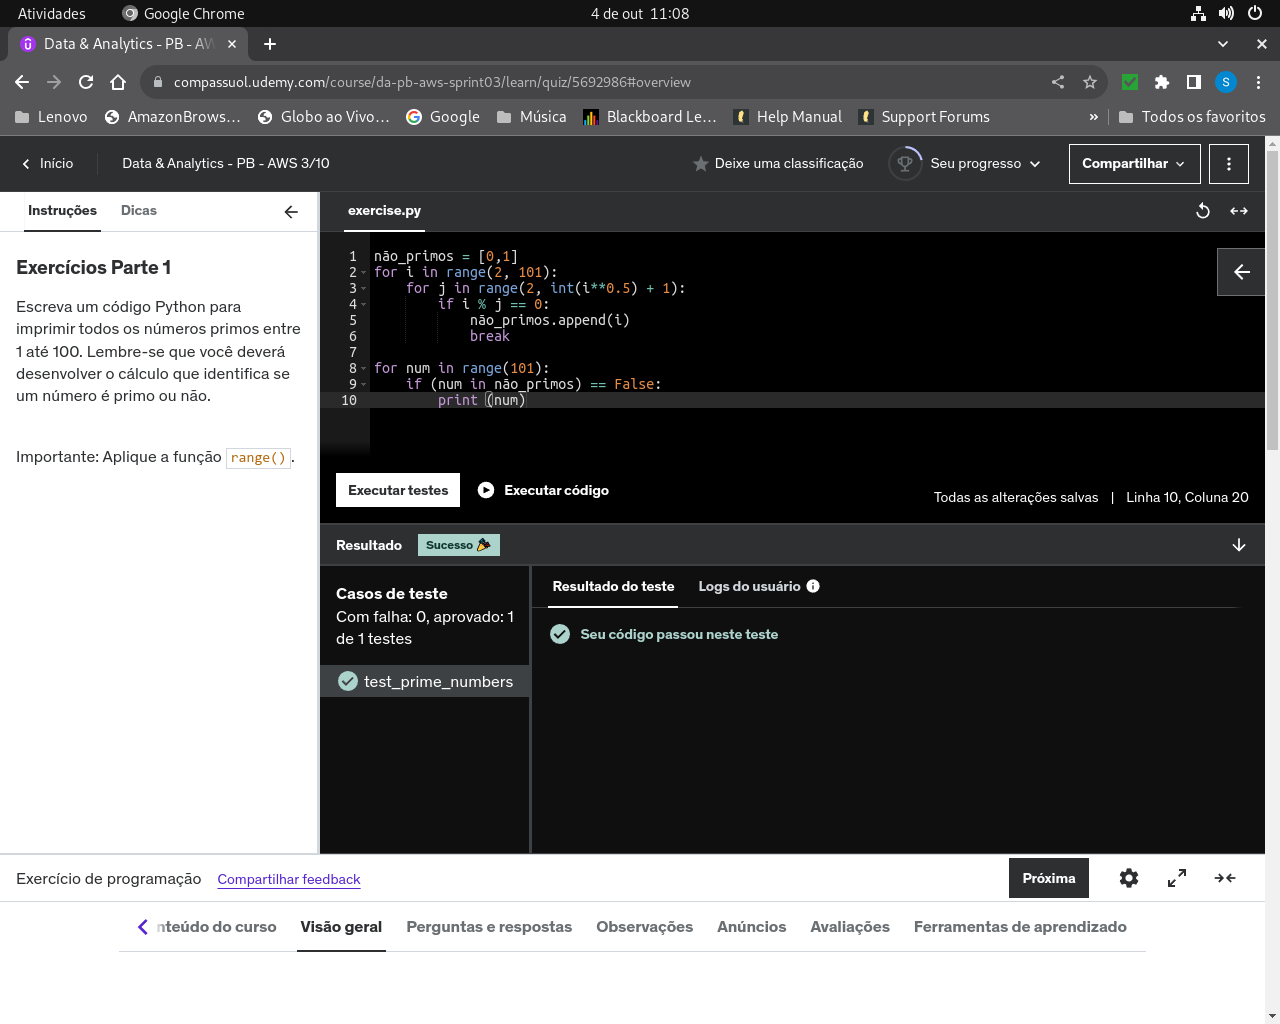 Atividades
Google Chrome
4 de out 11:08
Data & Analytics - PB - AW
compassuol.udemy.com/course/da-pb-aws-sprint03/learn/quiz/5692986#overview
S
Lenovo
AmazonBrows...
Globo ao Vivo...
Google
Música
Blackboard Le...
Help Manual
Support Forums
»
Todos os favoritos
Início
Data & Analytics - PB - AWS 3/10
Deixe uma classificação
Seu progresso
Compartilhar
Instruções
Dicas
exercise.py
Exercícios Parte 1
Escreva um código Python para
imprimir todos os números primos entre
1 até 100. Lembre-se que você deverá
desenvolver o cálculo que identifica se
um número é primo ou não.
Importante: Aplique a função range().
1 não_primos = [0,1]
2 for i in range(2, 101):
3     for j in range(2, int(i**0.5) + 1):
4         if i % j == 0:
5             não_primos.append(i)
6             break
7
8 for num in range(101):
9     if (num in não_primos) == False:
10         print (num)
Executar testes
Executar código
Todas as alterações salvas | Linha 10, Coluna 20
Resultado
Sucesso
Casos de teste
Com falha: 0, aprovado: 1
de 1 testes
test_prime_numbers
Resultado do teste
Logs do usuário
Seu código passou neste teste
Exercício de programação
Compartilhar feedback
Próxima
nteúdo do curso
Visão geral
Perguntas e respostas
Observações
Anúncios
Avaliações
Ferramentas de aprendizado